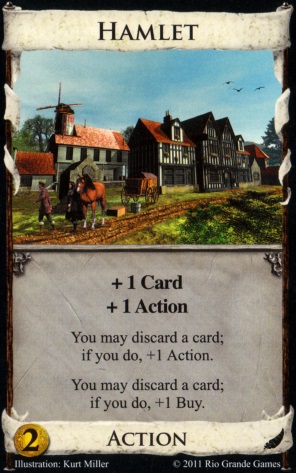 HAMLET
+ 1 Card
+ 1 Action
You may discard a card;
if you do, +1 Action.
You may discard a card;
if you do, +1 Buy.
2
ACTION
Illustration: Kurt Miller
© 2011 Rio Grande Games